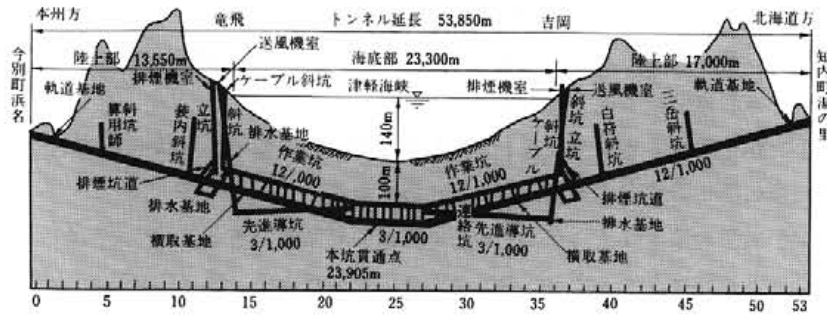 本州方
竜飛
トンネル延長 53,850m
吉岡
北海道方
陸上部 13,550m
送風機室
海底部 23,300m
陸上部 17,000m
今別町浜名
排煙機室
ケーブル斜坑
津軽海峡
排煙機室
送風機室
軌道基地
知内町湯の里
軌道基地
算用師
斜坑
袰内斜坑
立坑
斜坑
排水基地
140m
100m
ケーブル
斜坑
立坑
白符斜坑
三岳斜坑
作業坑
12/1,000
作業坑
12/1,000
12/1,000
12/1,000
排煙坑道
排煙坑道
排水基地
排水基地
横取基地
先進導坑
3/1,000
3/1,000
連絡坑
先進導坑
3/1,000
横取基地
本坑貫通点
23,905m
0 5 10 15 20 25 30 35 40 45 50 53